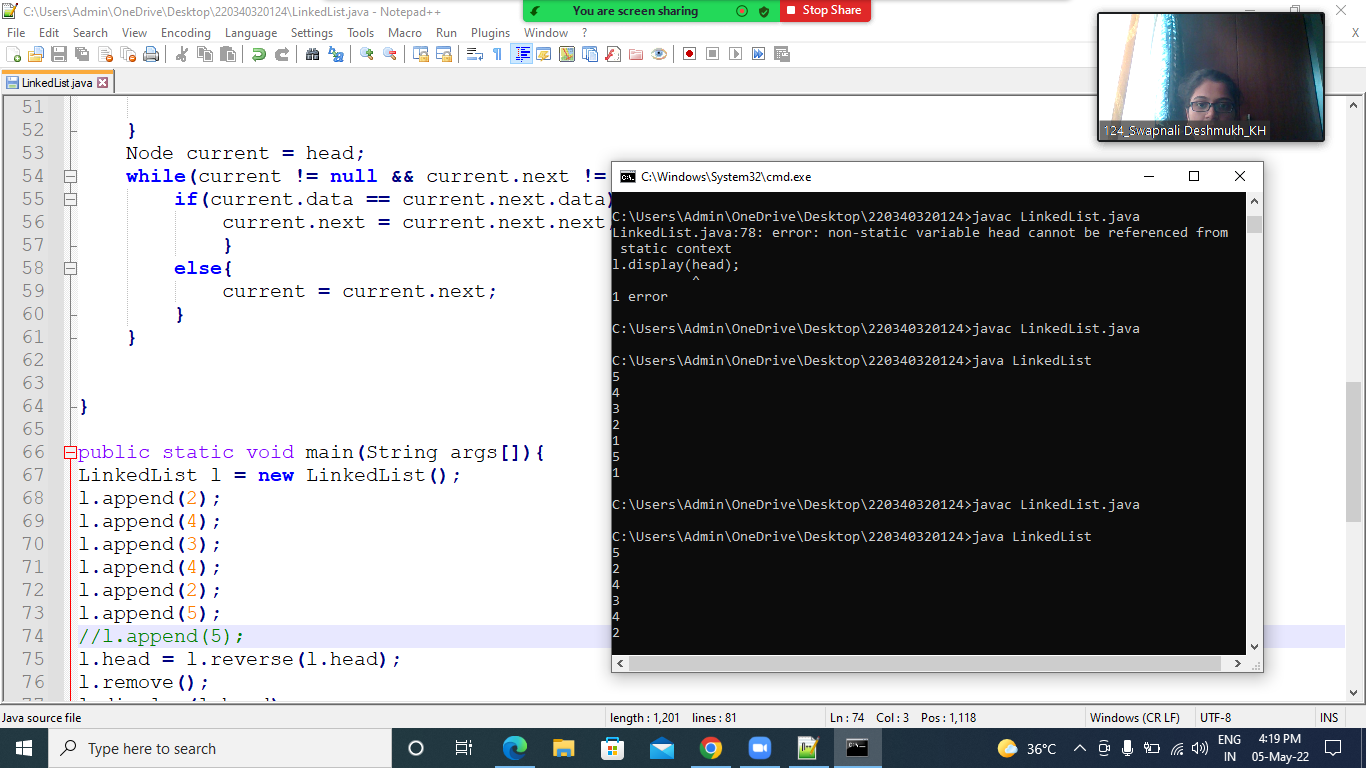 C:\Users\Admin\OneDrive\Desktop\220340320124\LinkedList.java - Notepad++
You are screen sharing
Stop Share
File Edit Search View Encoding Language Settings Tools Macro Run Plugins Window ?
X
LinkedList.java
124_Swapnali Deshmukh_KH
51
52 }
53 Node current = head;
54 while(current != null && current.next !=
55 if(current.data == current.next.data)
56 current.next = current.next.next
57 }
58 else{
59 current = current.next;
60 }
61 }
62
63
64 }
65
66 public static void main(String args[]){
67 LinkedList l = new LinkedList();
68 l.append(2);
69 l.append(4);
70 l.append(3);
71 l.append(4);
72 l.append(2);
73 l.append(5);
74 //l.append(5);
75 l.head = l.reverse(l.head);
76 l.remove();
C:\Windows\System32\cmd.exe
C:\Users\Admin\OneDrive\Desktop\220340320124>javac LinkedList.java
LinkedList.java:78: error: non-static variable head cannot be referenced from
static context
l.display(head);
^
1 error
C:\Users\Admin\OneDrive\Desktop\220340320124>javac LinkedList.java
C:\Users\Admin\OneDrive\Desktop\220340320124>java LinkedList
5
4
3
2
1
5
1
C:\Users\Admin\OneDrive\Desktop\220340320124>javac LinkedList.java
C:\Users\Admin\OneDrive\Desktop\220340320124>java LinkedList
5
2
4
3
4
2
Java source file length : 1,201 lines : 81 Ln : 74 Col : 3 Pos : 1,118 Windows (CR LF) UTF-8 INS
Type here to search
36°C
ENG
IN
4:19 PM
05-May-22